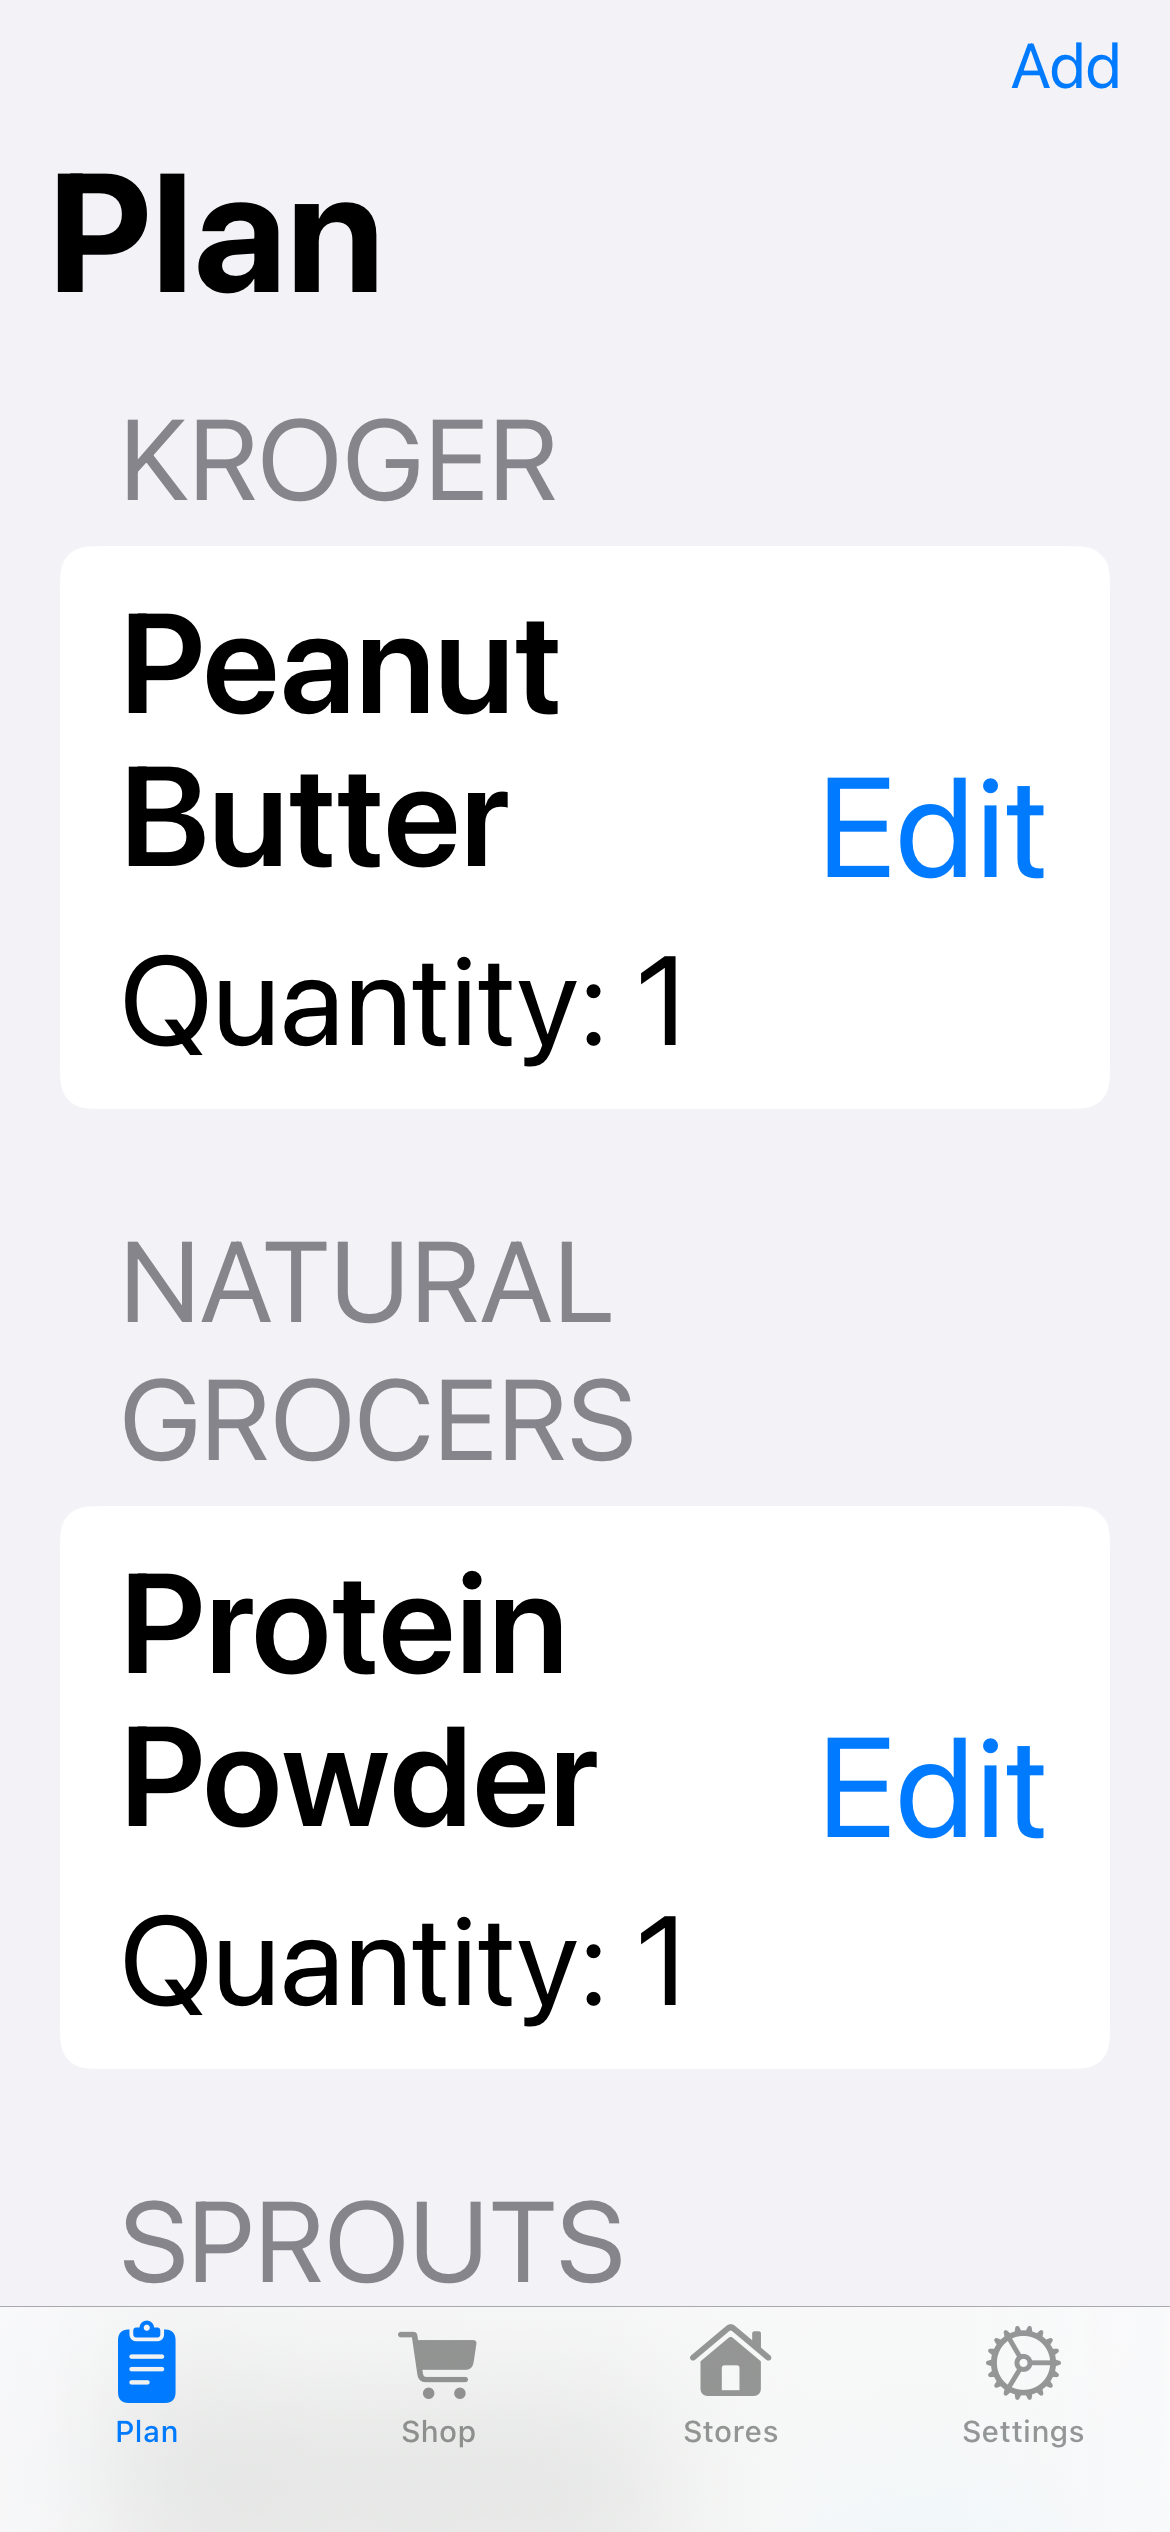 Add
Plan
KROGER
Peanut
Butter
Edit
Quantity: 1
NATURAL
GROCERS
Protein
Powder
Edit
Quantity: 1
SPROUTS
Plan
Shop
Stores
Settings